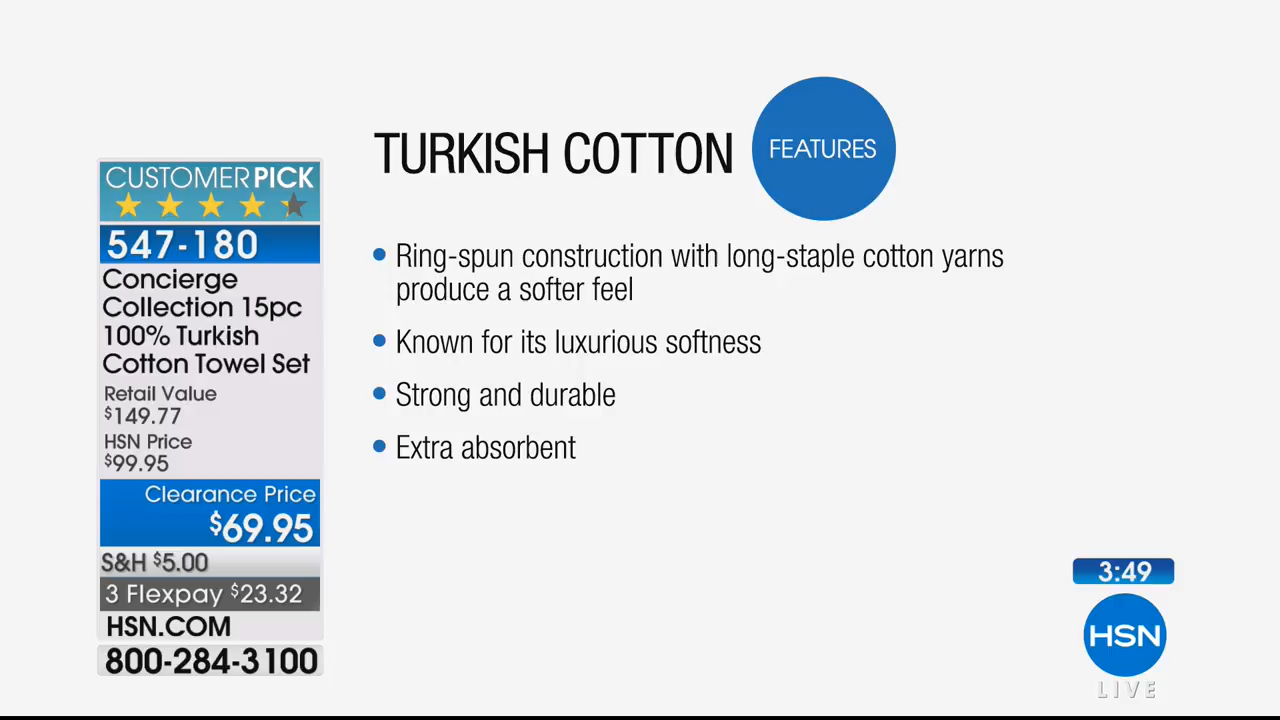 TURKISH COTTON
FEATURES
Ring-spun construction with long-staple cotton yarns
produce a softer feel
Known for its luxurious softness
Strong and durable
Extra absorbent
CUSTOMER PICK
547-180
Concierge
Collection 15pc
100% Turkish
Cotton Towel Set
Retail Value
$149.77
HSN Price
$99.95
Clearance Price
$69.95
S&H $5.00
3 Flexpay $23.32
HSN.COM
800-284-3100
3:49
HSN
LIVE